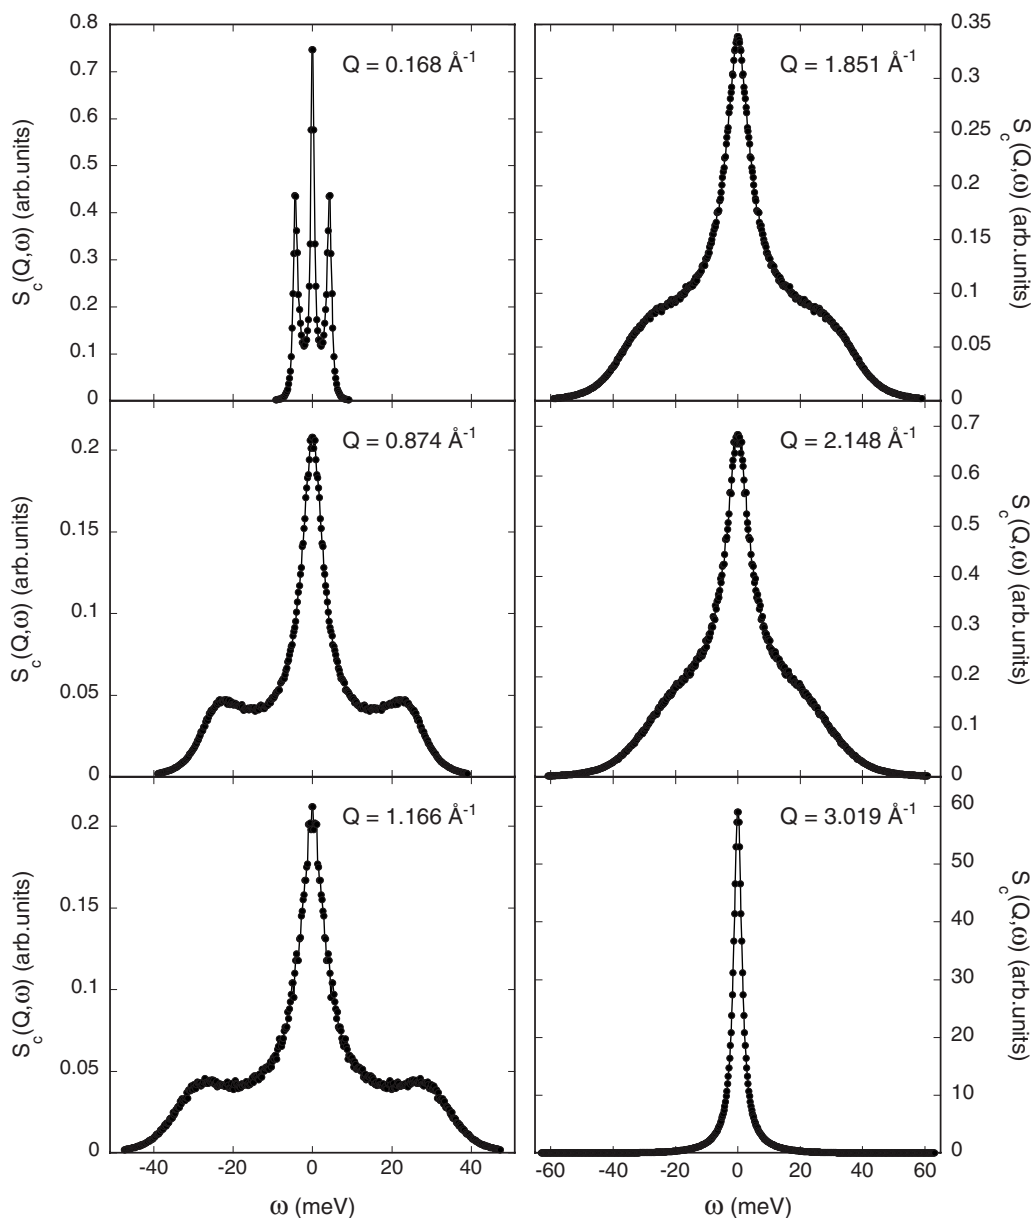 0.8
0.7
0.6
0.5
0.4
0.3
0.2
0.1
0
S_c(Q,ω) (arb.units)
Q = 0.168 Å⁻¹
0.35
0.3
0.25
0.2
0.15
0.1
0.05
0
S_c(Q,ω) (arb.units)
Q = 1.851 Å⁻¹
0.2
0.15
0.1
0.05
0
S_c(Q,ω) (arb.units)
Q = 0.874 Å⁻¹
0.7
0.6
0.5
0.4
0.3
0.2
0.1
0
S_c(Q,ω) (arb.units)
Q = 2.148 Å⁻¹
0.2
0.15
0.1
0.05
0
S_c(Q,ω) (arb.units)
Q = 1.166 Å⁻¹
60
50
40
30
20
10
0
S_c(Q,ω) (arb.units)
Q = 3.019 Å⁻¹
-40 -20 0 20 40
ω (meV)
-60 -40 -20 0 20 40 60
ω (meV)